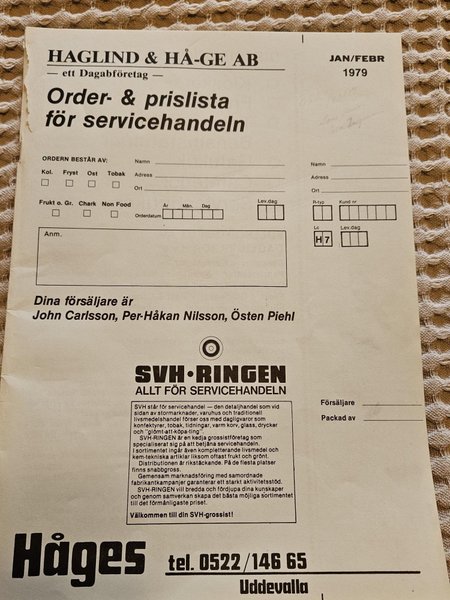 HAGLIND & HÅ-GE AB
— ett Dagabföretag —
JAN/FEBR
1979
Order- & prislista
för servicehandeln
ORDERN BESTÅR AV:
Kol. Fryst Ost Tobak
Frukt o. Gr. Chark Non Food
Namn
Adress
Ort
År Mån. Dag
Orderdatum
Lev.dag
Namn
Adress
Ort
R-typ Kund nr
Lc Lev.dag
H 7
Anm.
Dina försäljare är
John Carlsson, Per-Håkan Nilsson, Östen Piehl
SVH·RINGEN
ALLT FÖR SERVICEHANDELN
SVH står för servicehandel — den detaljhandel som vid
sidan av stormarknader, varuhus och traditionell
livsmedelshandel förser oss med dagligvaror som
konfektyrer, tobak, tidningar, varm korv, glass, drycker
och "glömt-att-köpa-ting".
SVH-RINGEN är en kedja grossistföretag som
specialiserat sig på att betjäna servicehandeln.
I sortimentet ingår även kompletterande livsmedel och
kem-tekniska artiklar liksom oftast frukt och grönt.
Distributionen är rikstäckande. På de flesta platser
finns snabbgross.
Gemensam marknadsföring med samordnade
fabrikantkampanjer garanterar ett starkt aktivitetsstöd.
SVH-RINGEN vill bredda och fördjupa dina kunskaper
och genom samverkan skapa det bästa möjliga sortimentet
till det förmånligaste priset.
Välkommen till din SVH-grossist!
Försäljare
Packad av
Håges tel. 0522/146 65
Uddevalla